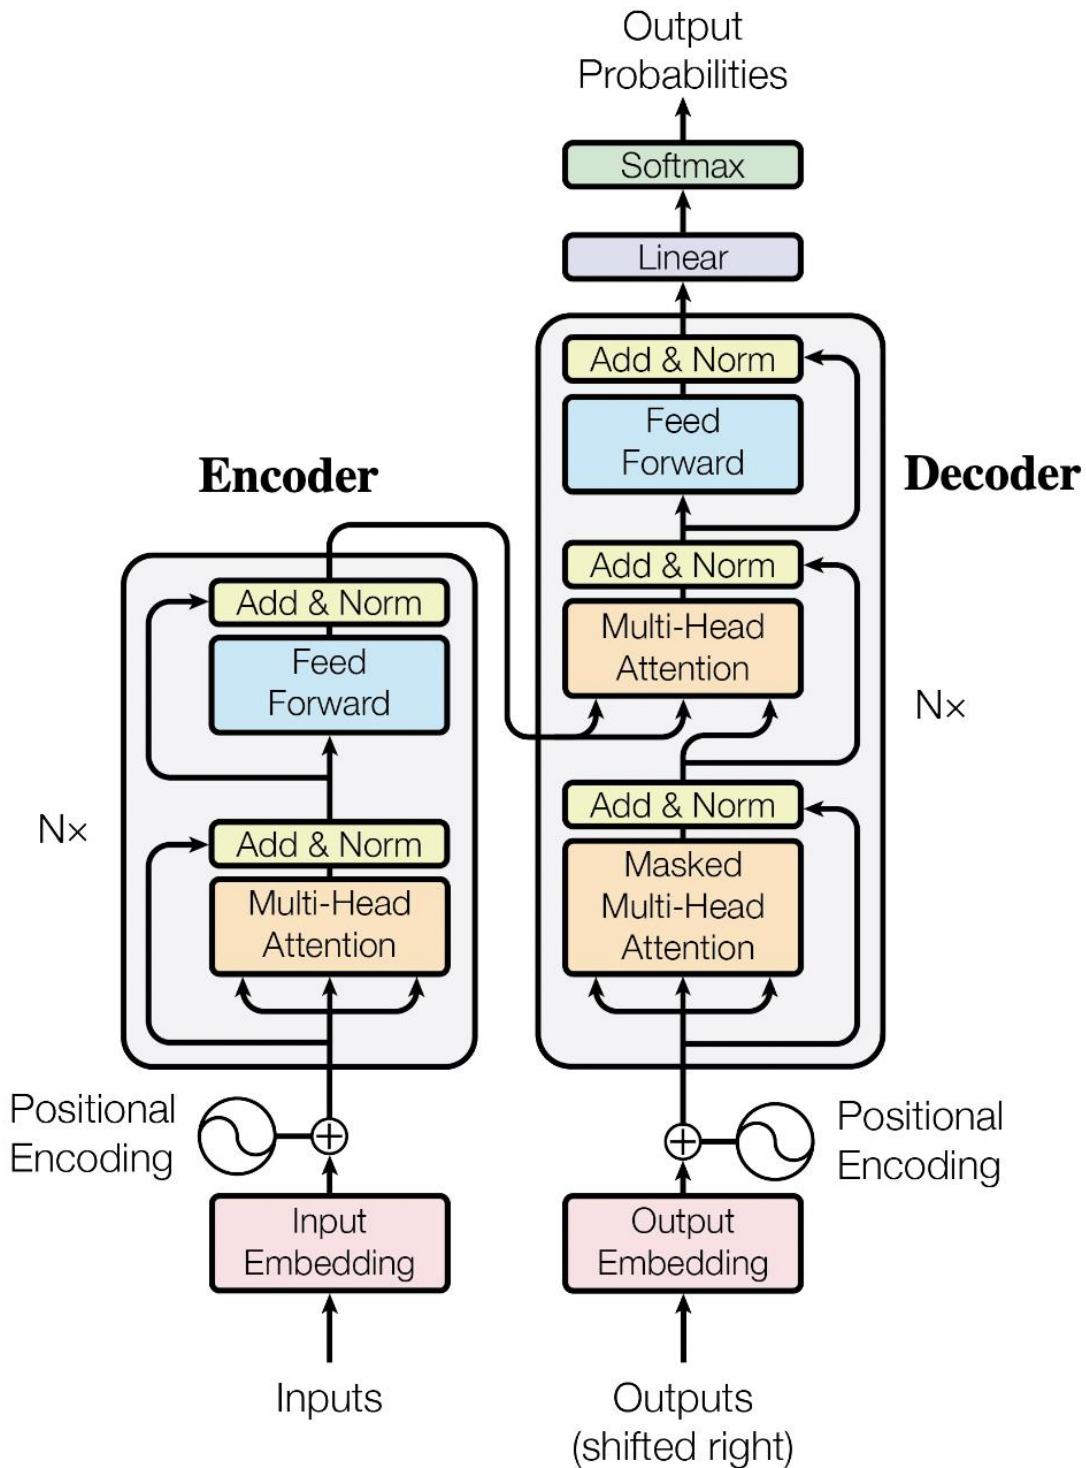 Output
Probabilities
Softmax
Linear
Add & Norm
Feed
Forward
Add & Norm
Multi-Head
Attention
Add & Norm
Masked
Multi-Head
Attention
Decoder
N×
Encoder
Add & Norm
Feed
Forward
Add & Norm
Multi-Head
Attention
N×
Positional
Encoding
Input
Embedding
Inputs
Positional
Encoding
Output
Embedding
Outputs
(shifted right)